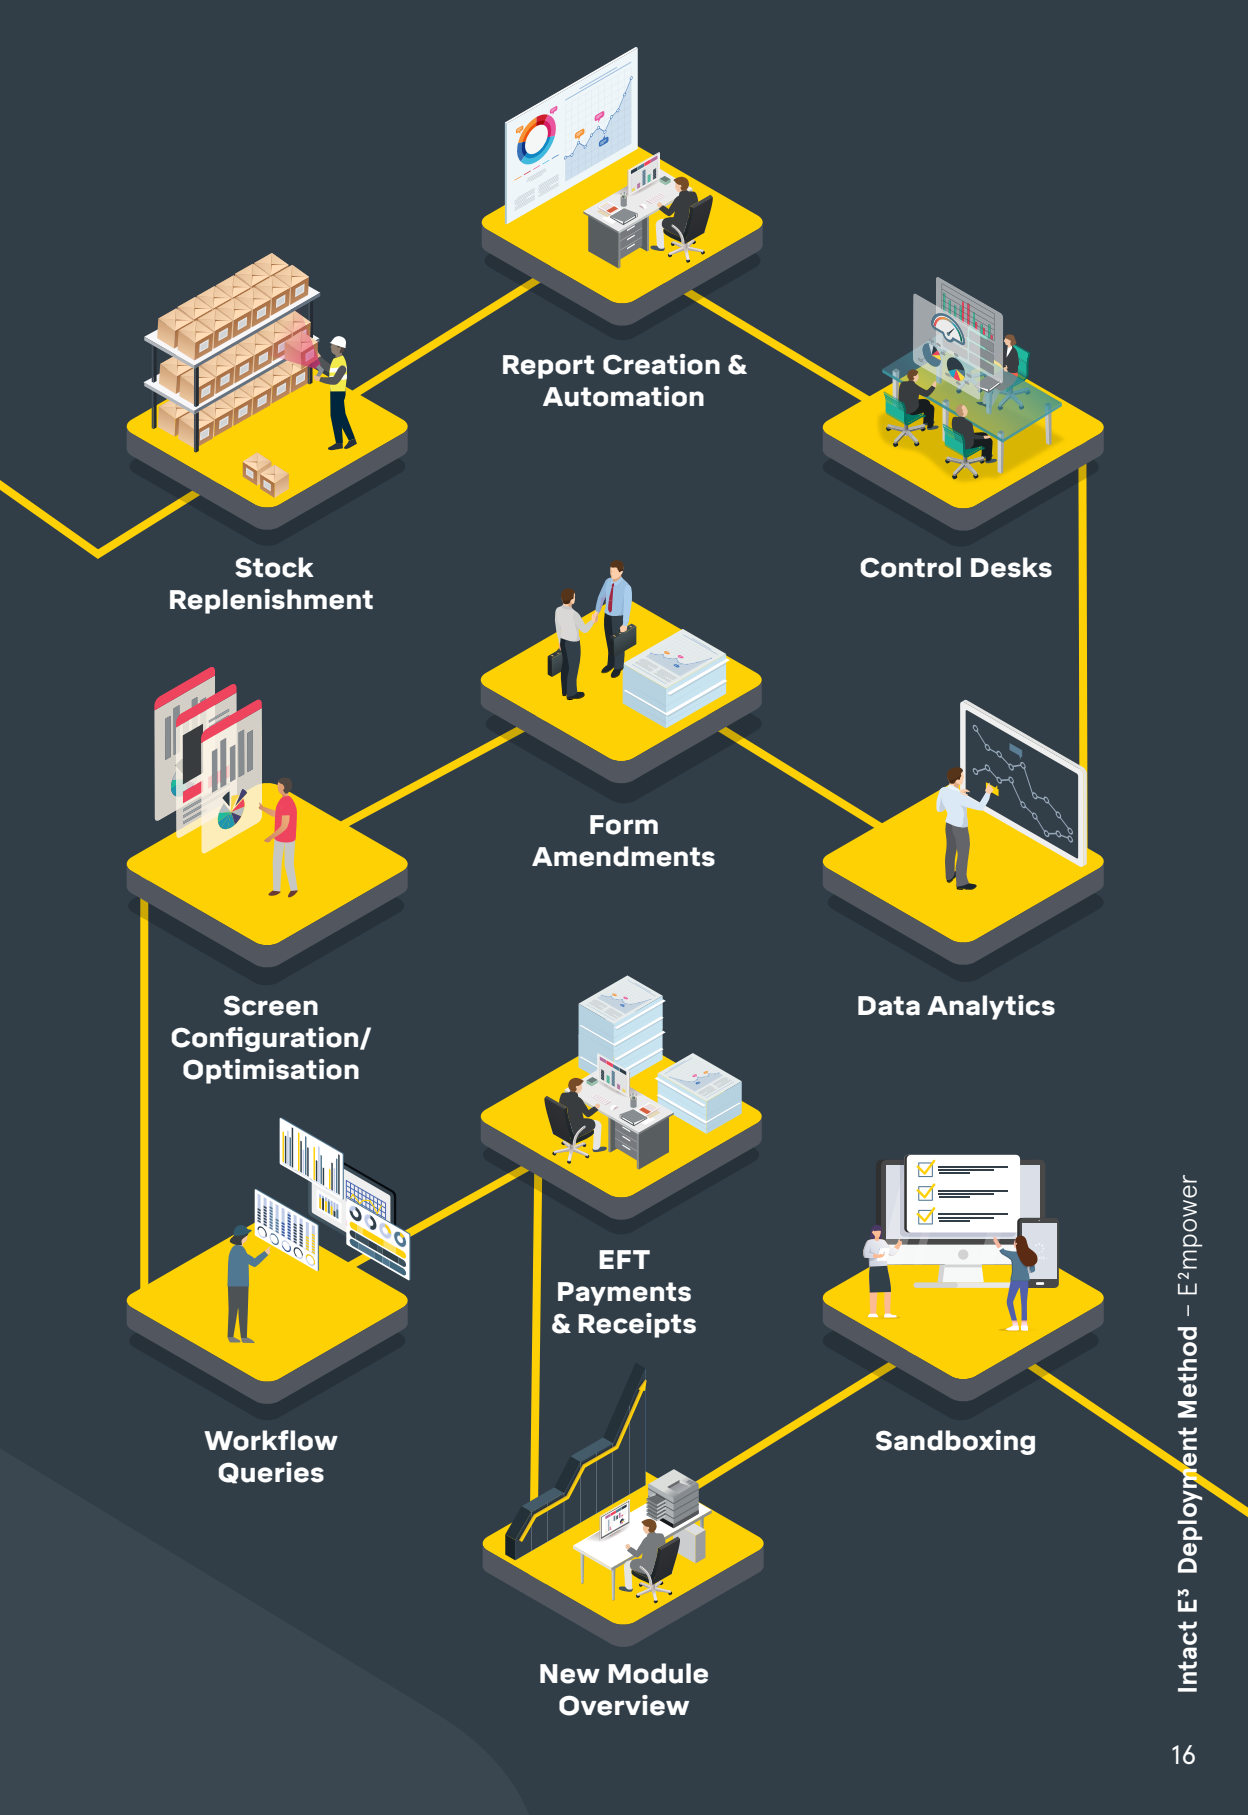 Report Creation &
Automation
Stock
Replenishment
Control Desks
Form
Amendments
Screen
Configuration/
Optimisation
Data Analytics
EFT
Payments
& Receipts
Workflow
Queries
Sandboxing
New Module
Overview
Intact E³ Deployment Method – E²mpower
16